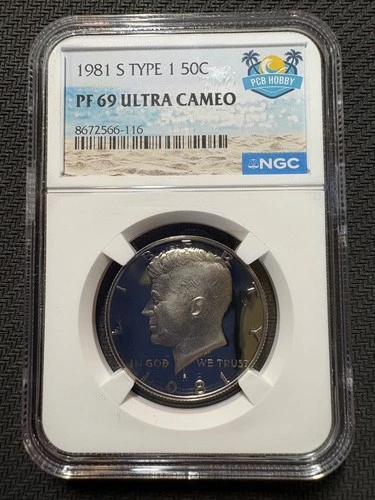 1981 S TYPE 1 50C
PCB HOBBY
PF 69 ULTRA CAMEO
8672566-116
NGC
LIBERTY
IN GOD WE TRUST
S
1981